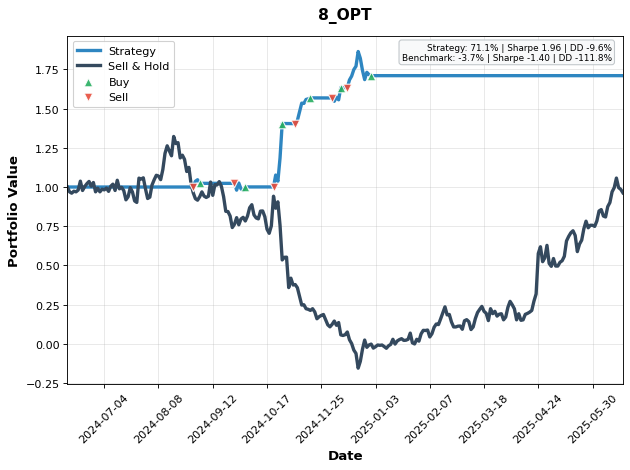 8_OPT
Strategy
Sell & Hold
Buy
Sell
Strategy: 71.1% | Sharpe 1.96 | DD -9.6%
Benchmark: -3.7% | Sharpe -1.40 | DD -111.8%
Portfolio Value
1.75
1.50
1.25
1.00
0.75
0.50
0.25
0.00
−0.25
2024-07-04
2024-08-08
2024-09-12
2024-10-17
2024-11-25
2025-01-03
2025-02-07
2025-03-18
2025-04-24
2025-05-30
Date